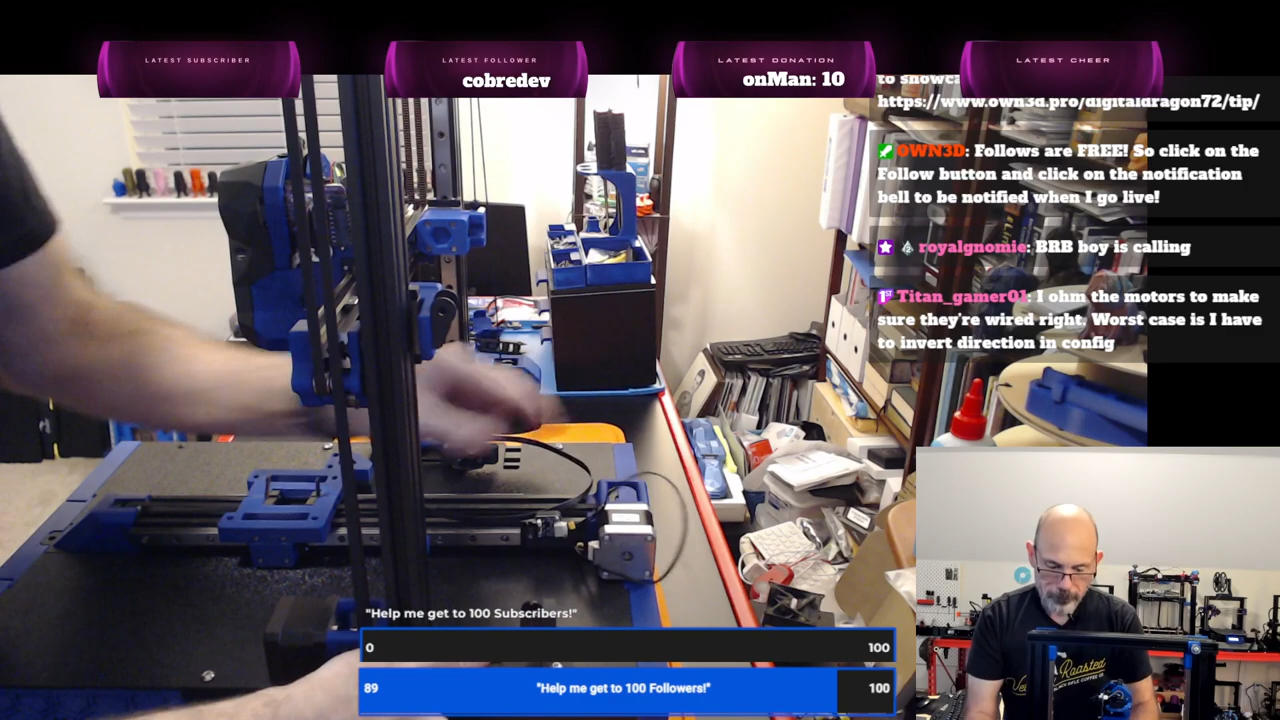 LATEST SUBSCRIBER
LATEST FOLLOWER
cobredev
LATEST DONATION
onMan: 10
LATEST CHEER
to showca
https://www.own3d.pro/digitaldragon72/tip/
OWN3D: Follows are FREE! So click on the
Follow button and click on the notification
bell to be notified when I go live!
royalgnomie: BRB boy is calling
1ST Titan_gamer01: I ohm the motors to make
sure they're wired right. Worst case is I have
to invert direction in config
"Help me get to 100 Subscribers!"
0 100
89 "Help me get to 100 Followers!" 100
Roasted